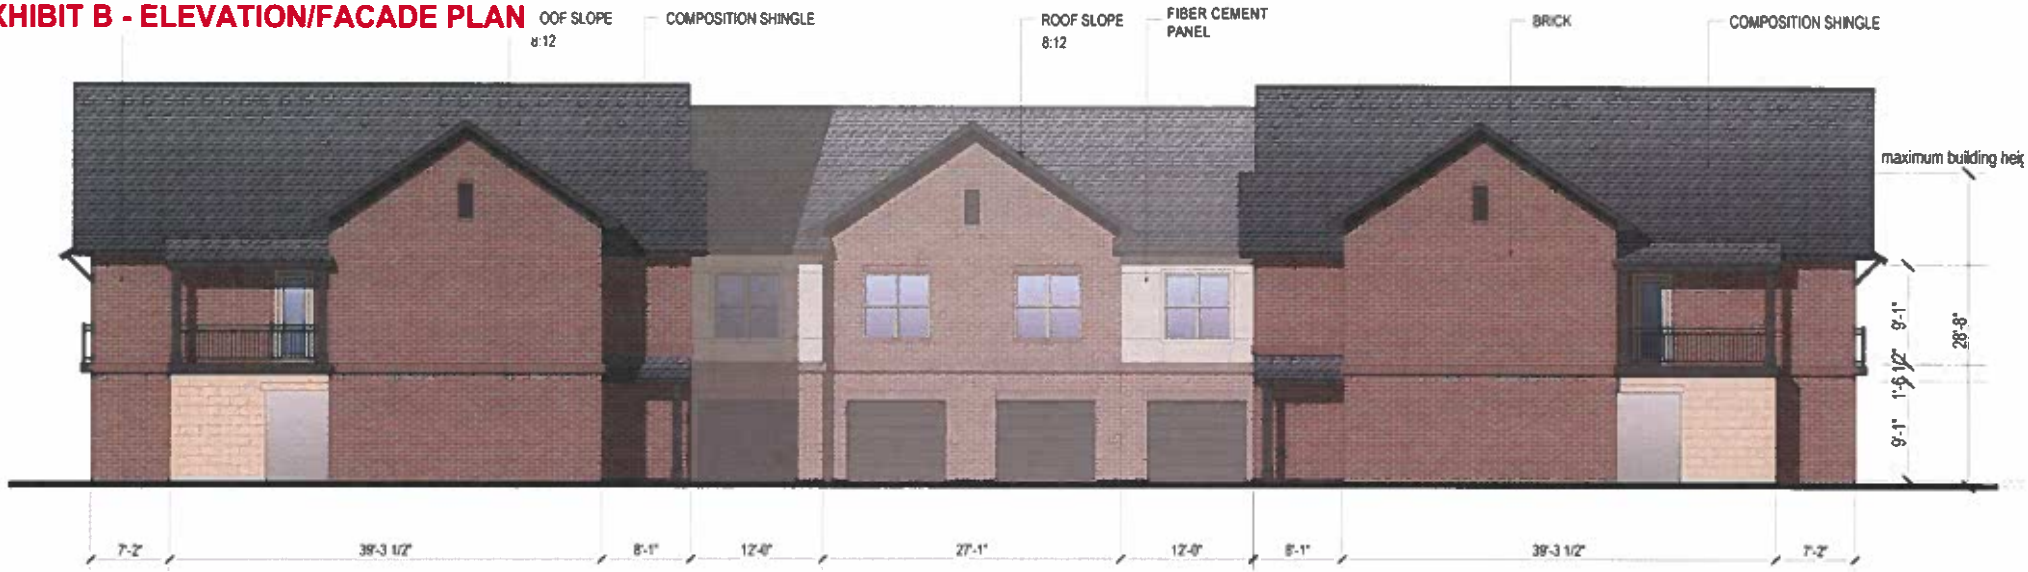 XHIBIT B - ELEVATION/FACADE PLAN
OOF SLOPE
8:12
COMPOSITION SHINGLE
ROOF SLOPE
8:12
FIBER CEMENT
PANEL
BRICK
COMPOSITION SHINGLE
maximum building heig
9'-1"
1'-6 1/2"
9'-1"
28'-8"
7'-2"
39'-3 1/2"
8'-1"
12'-0"
27'-1"
12'-0"
8'-1"
39'-3 1/2"
7'-2"